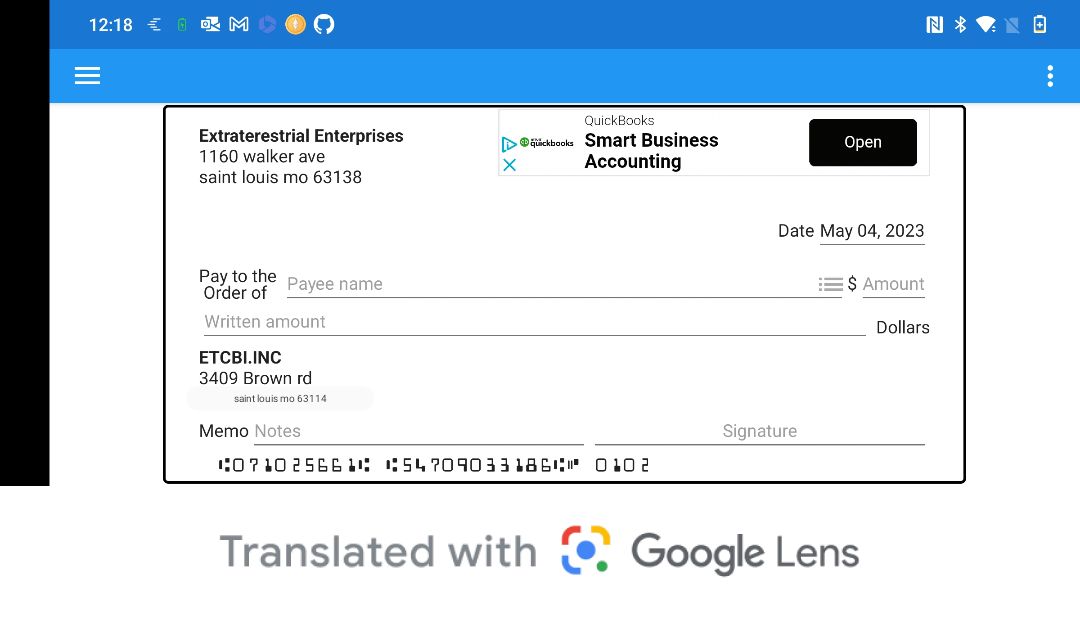 12:18
QuickBooks
Extraterestrial Enterprises
intuit quickbooks
Smart Business
Accounting
Open
1160 walker ave
saint louis mo 63138
Date May 04, 2023
Pay to the
Order of Payee name $ Amount
Written amount Dollars
ETCBI.INC
3409 Brown rd
saint louis mo 63114
Memo Notes Signature
⑆071025661⑆ ⑆54709033186⑆⑈ 0102
Translated with Google Lens